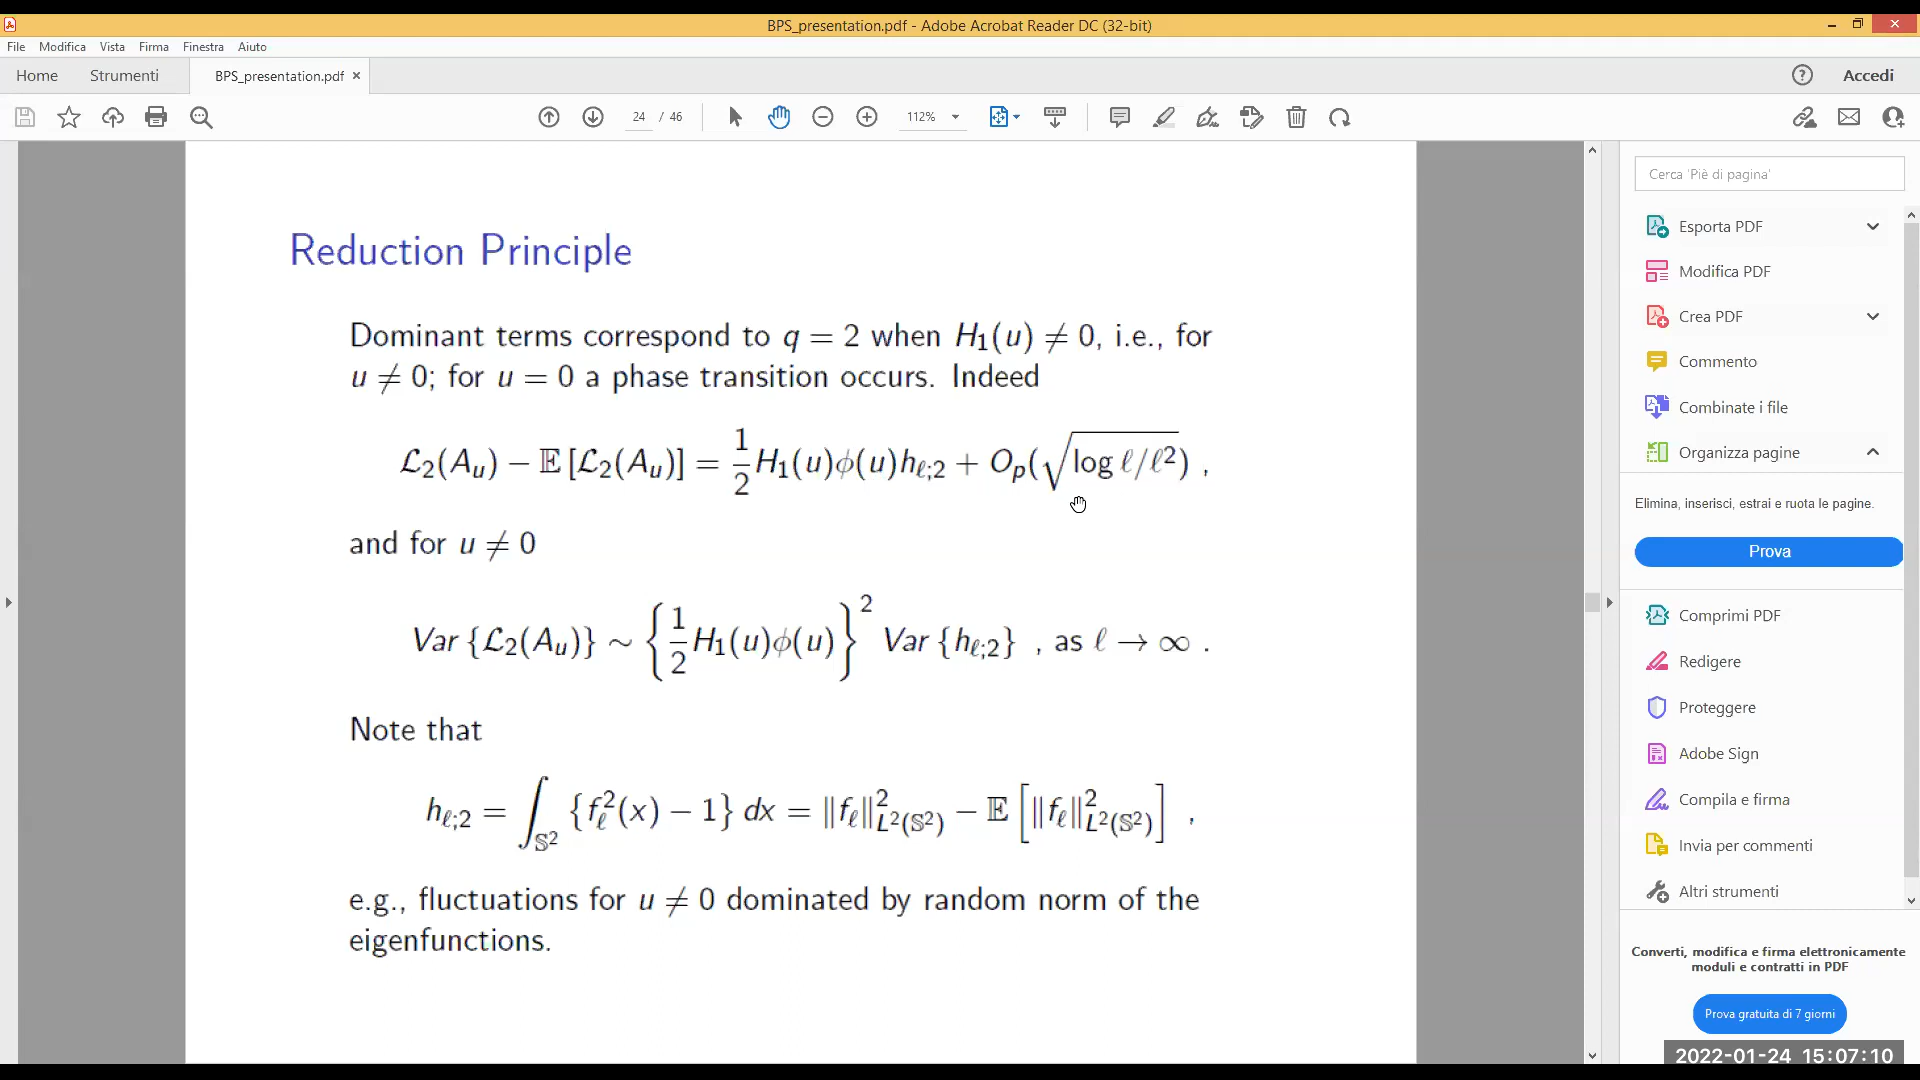 BPS_presentation.pdf - Adobe Acrobat Reader DC (32-bit)
File Modifica Vista Firma Finestra Aiuto
Home Strumenti BPS_presentation.pdf × Accedi
24 / 46 112%
Reduction Principle
Dominant terms correspond to q = 2 when H₁(u) ≠ 0, i.e., for
u ≠ 0; for u = 0 a phase transition occurs. Indeed
ℒ₂(A_u) − 𝔼 [ℒ₂(A_u)] = 1/2 H₁(u)ϕ(u)h_{ℓ;2} + O_p(√(log ℓ/ℓ²)) ,
and for u ≠ 0
Var {ℒ₂(A_u)} ∼ {1/2 H₁(u)ϕ(u)}² Var {h_{ℓ;2}} , as ℓ → ∞ .
Note that
h_{ℓ;2} = ∫_{𝕊²} {f_ℓ²(x) − 1} dx = ‖f_ℓ‖²_{L²(𝕊²)} − 𝔼 [‖f_ℓ‖²_{L²(𝕊²)}] ,
e.g., fluctuations for u ≠ 0 dominated by random norm of the
eigenfunctions.
Cerca 'Piè di pagina'
Esporta PDF
Modifica PDF
Crea PDF
Commento
Combinate i file
Organizza pagine
Elimina, inserisci, estrai e ruota le pagine.
Prova
Comprimi PDF
Redigere
Proteggere
Adobe Sign
Compila e firma
Invia per commenti
Altri strumenti
Converti, modifica e firma elettronicamente
moduli e contratti in PDF
Prova gratuita di 7 giorni
2022-01-24 15:07:10